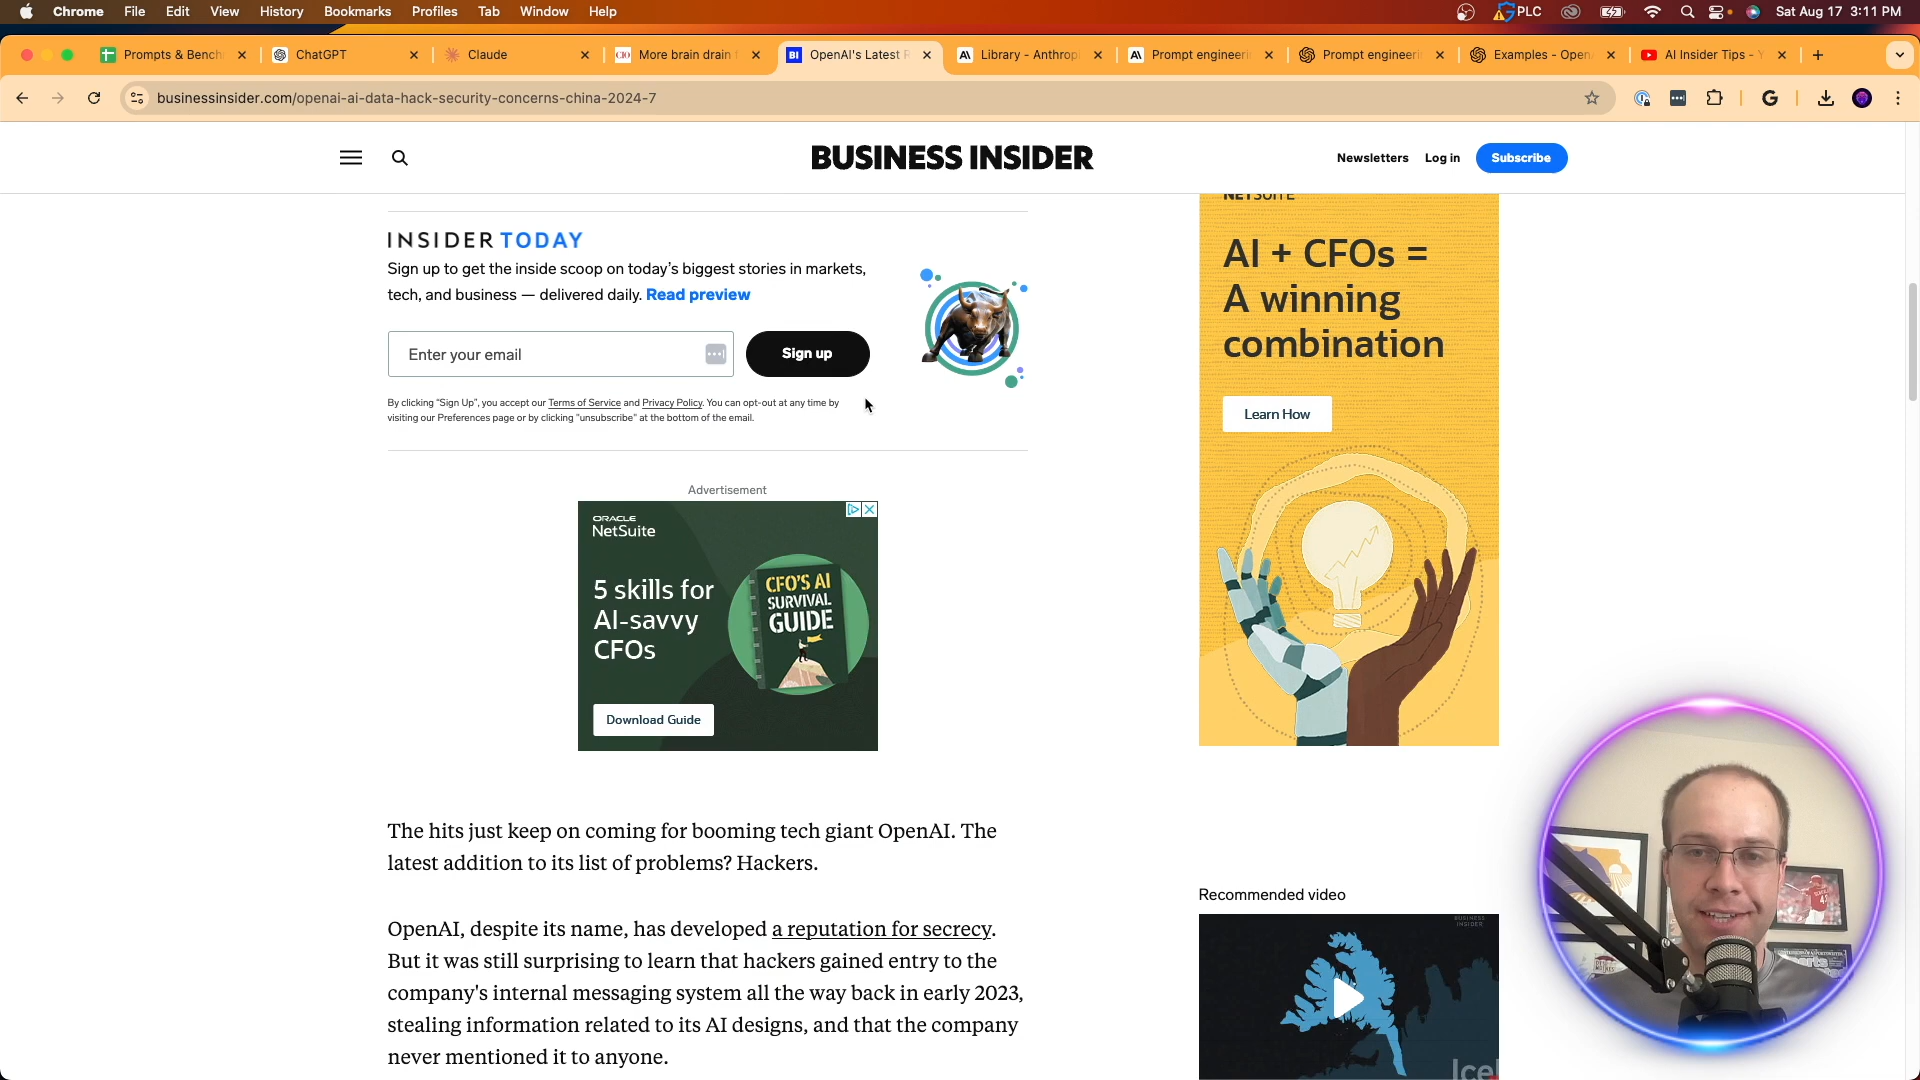 Chrome File Edit View History Bookmarks Profiles Tab Window Help
PLC
Sat Aug 17 3:11 PM
Prompts & Bench
ChatGPT
Claude
More brain drain
OpenAI's Latest
Library - Anthropi
Prompt engineeri
Prompt engineeri
Examples - Open
AI Insider Tips - Y
businessinsider.com/openai-ai-data-hack-security-concerns-china-2024-7
BUSINESS INSIDER
Newsletters
Log in
Subscribe
INSIDER TODAY
Sign up to get the inside scoop on today's biggest stories in markets,
tech, and business — delivered daily. Read preview
Enter your email
Sign up
By clicking "Sign Up", you accept our Terms of Service and Privacy Policy. You can opt-out at any time by
visiting our Preferences page or by clicking "unsubscribe" at the bottom of the email.
Advertisement
ORACLE
NetSuite
5 skills for
AI-savvy
CFOs
CFO'S AI
SURVIVAL
GUIDE
Download Guide
The hits just keep on coming for booming tech giant OpenAI. The
latest addition to its list of problems? Hackers.
OpenAI, despite its name, has developed a reputation for secrecy.
But it was still surprising to learn that hackers gained entry to the
company's internal messaging system all the way back in early 2023,
stealing information related to its AI designs, and that the company
never mentioned it to anyone.
NETSUITE
AI + CFOs =
A winning
combination
Learn How
Recommended video
BUSINESS
INSIDER
Icel